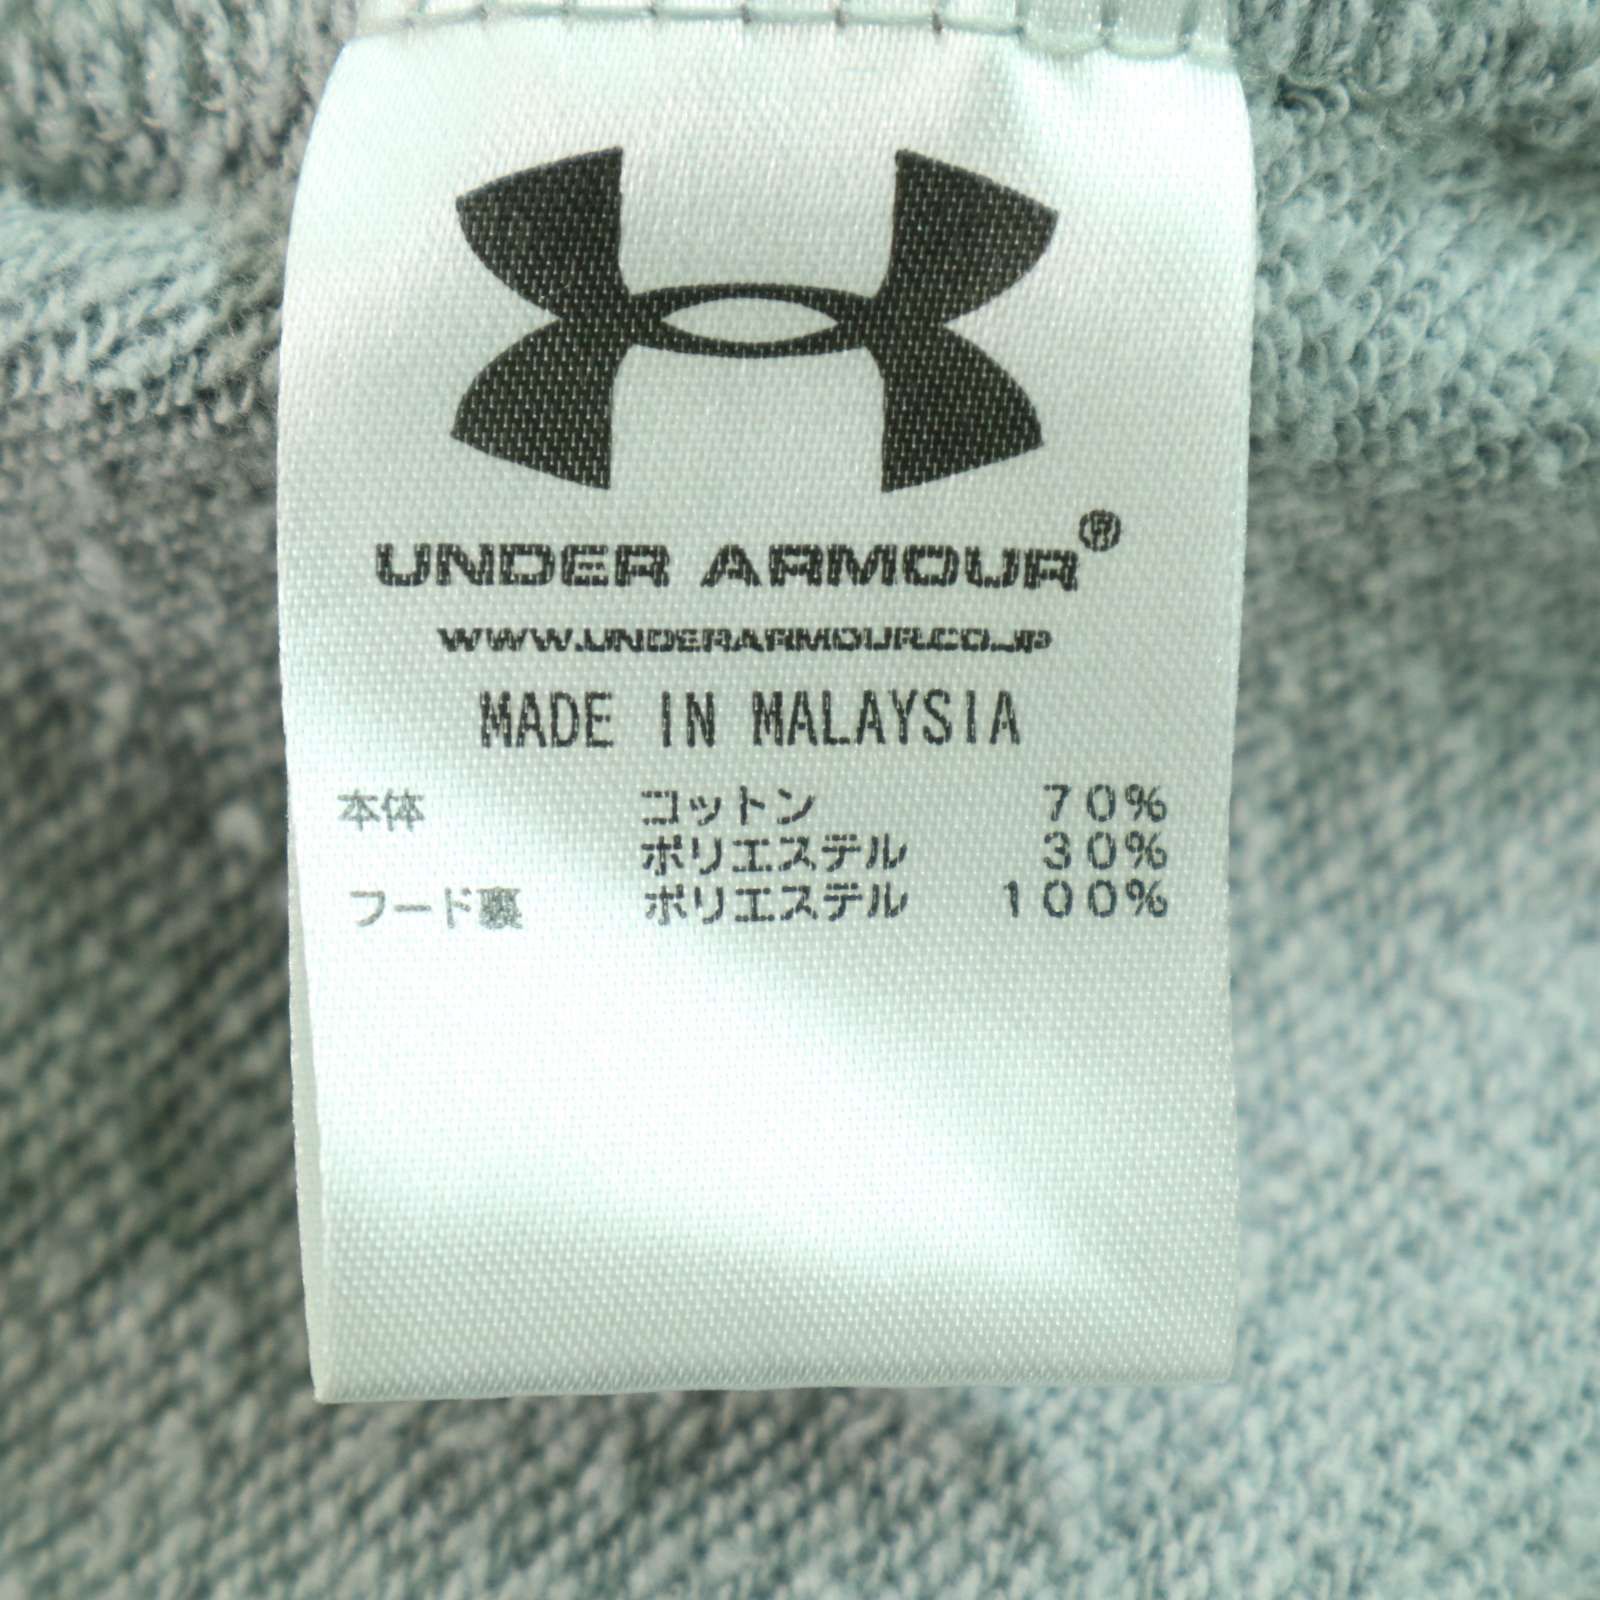 UNDER ARMOUR®
WWW.UNDERARMOUR.CO.JP
MADE IN MALAYSIA
本体 コットン 70%
ポリエステル 30%
フード裏 ポリエステル 100%